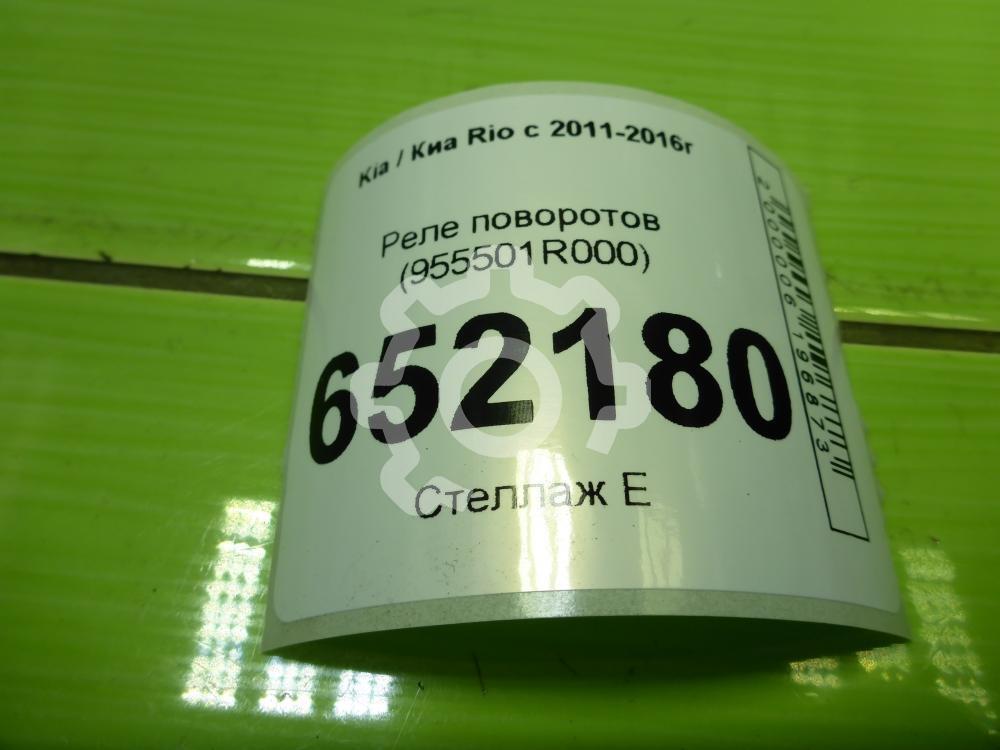 Kia / Киа Rio с 2011-2016г
Реле поворотов
(955501R000)
652180
Стеллаж Е
2000006196873